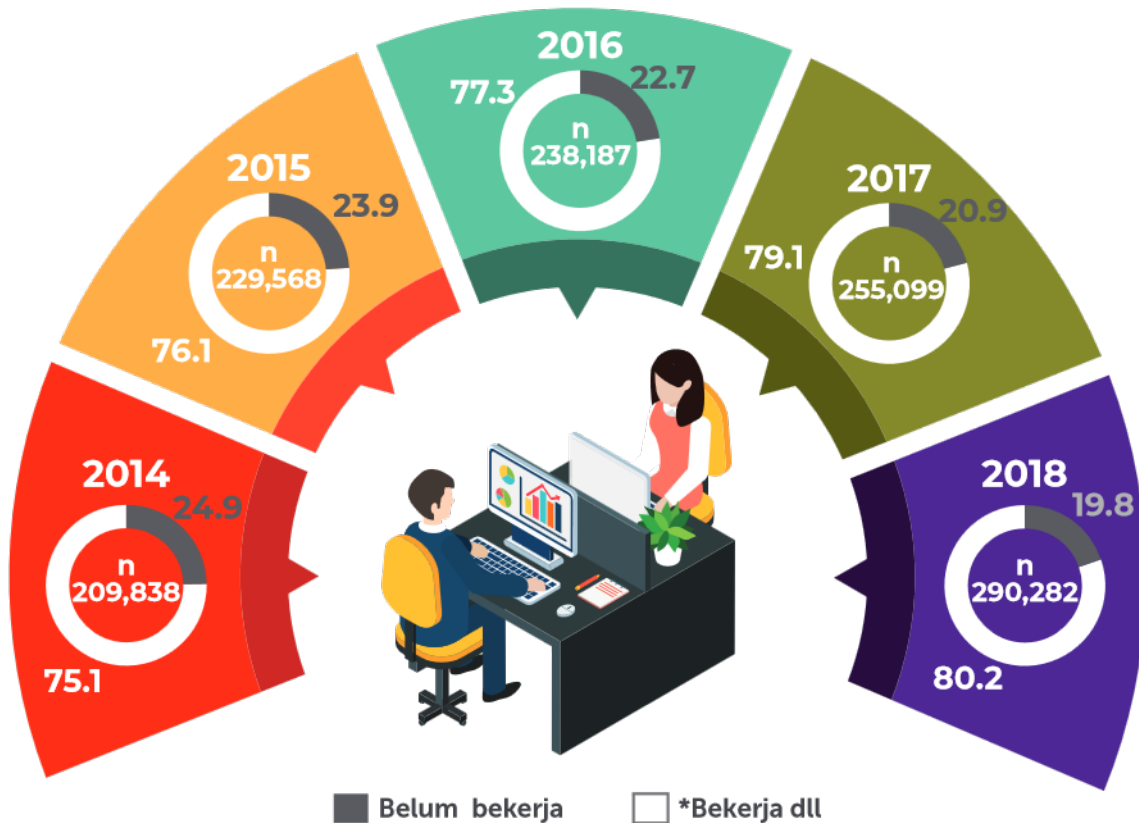 2014
24.9
n
209,838
75.1
2015
23.9
n
229,568
76.1
2016
77.3
22.7
n
238,187
2017
20.9
79.1
n
255,099
2018
19.8
n
290,282
80.2
Belum bekerja
*Bekerja dll